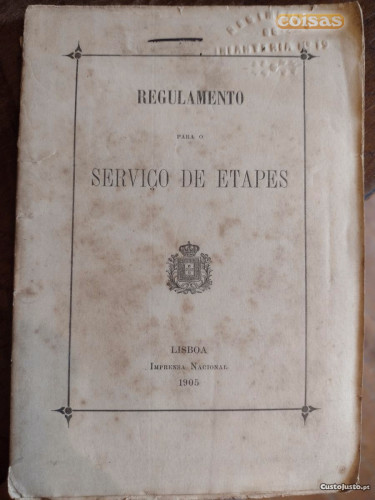 coisas
REGULAMENTO
PARA O
SERVIÇO DE ETAPES
LISBOA
IMPRENSA NACIONAL
1905
CustoJusto.pt